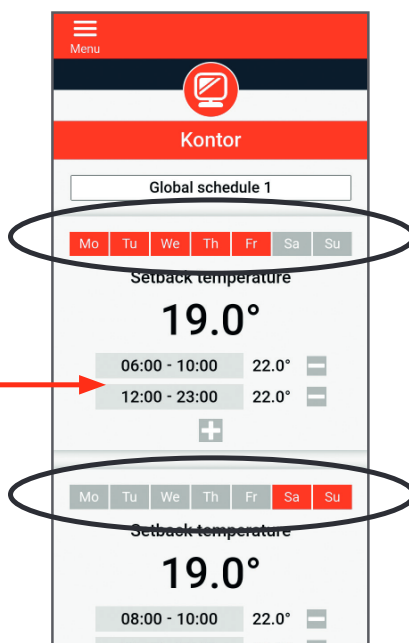 Menu
Kontor
Global schedule 1
Mo Tu We Th Fr Sa Su
Setback temperature
19.0°
06:00 - 10:00 22.0°
12:00 - 23:00 22.0°
Mo Tu We Th Fr Sa Su
Setback temperature
19.0°
08:00 - 10:00 22.0°